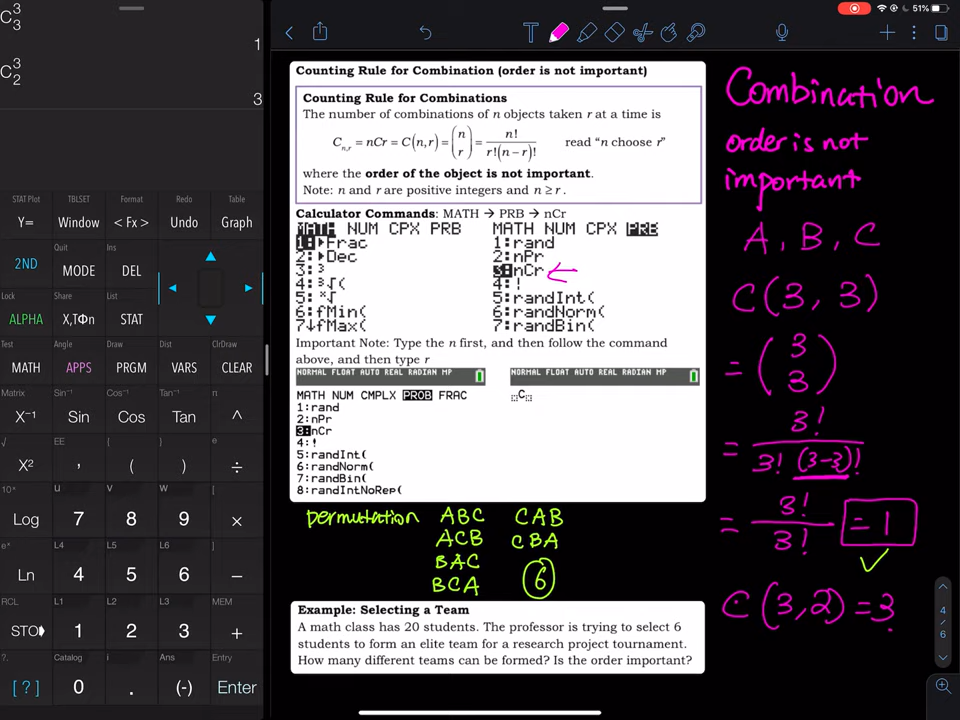 51%
C 3 3
1
C 3 2
3
Stat Plot TBLSET Format Redo Table
Y= Window < Fx > Undo Graph
Quit Ins
2ND MODE DEL
Lock Share List
ALPHA X,TΦn STAT
Test Angle Draw Dist ClrDraw
MATH APPS PRGM VARS CLEAR
Matrix Sin⁻¹ Cos⁻¹ Tan⁻¹ π
X⁻¹ Sin Cos Tan ^
√ EE { }
X² , ( ) ÷
10ˣ U V W [
Log 7 8 9 ×
eˣ L4 L5 L6 ]
Ln 4 5 6 −
RCL L1 L2 L3 MEM
STO 1 2 3 +
?. Catalog i Ans Entry
[ ? ] 0 . (-) Enter
Counting Rule for Combination (order is not important)
Counting Rule for Combinations
The number of combinations of n objects taken r at a time is
Cn,r = nCr = C(n,r) = (n r) = n! / r!(n−r)! read “n choose r”
where the order of the object is not important.
Note: n and r are positive integers and n ≥ r.
Calculator Commands: MATH → PRB → nCr
MATH NUM CPX PRB
1:▸Frac
2:▸Dec
3:³
4:³√(
5:ˣ√
6:fMin(
7↓fMax(
MATH NUM CPX PRB
1:rand
2:nPr
3:nCr
4:!
5:randInt(
6:randNorm(
7:randBin(
Important Note: Type the n first, and then follow the command
above, and then type r
NORMAL FLOAT AUTO REAL RADIAN MP
MATH NUM CMPLX PROB FRAC
1:rand
2:nPr
3:nCr
4:!
5:randInt(
6:randNorm(
7:randBin(
8:randIntNoRep(
NORMAL FLOAT AUTO REAL RADIAN MP
C
permutation ABC CAB
ACB CBA
BAC
BCA 6
Example: Selecting a Team
A math class has 20 students. The professor is trying to select 6
students to form an elite team for a research project tournament.
How many different teams can be formed? Is the order important?
Combination
order is not
important
A, B, C
C(3, 3)
= (3 3)
= 3! / 3! (3-3)!
= 3! / 3! = 1
C(3,2) = 3
4
/
6